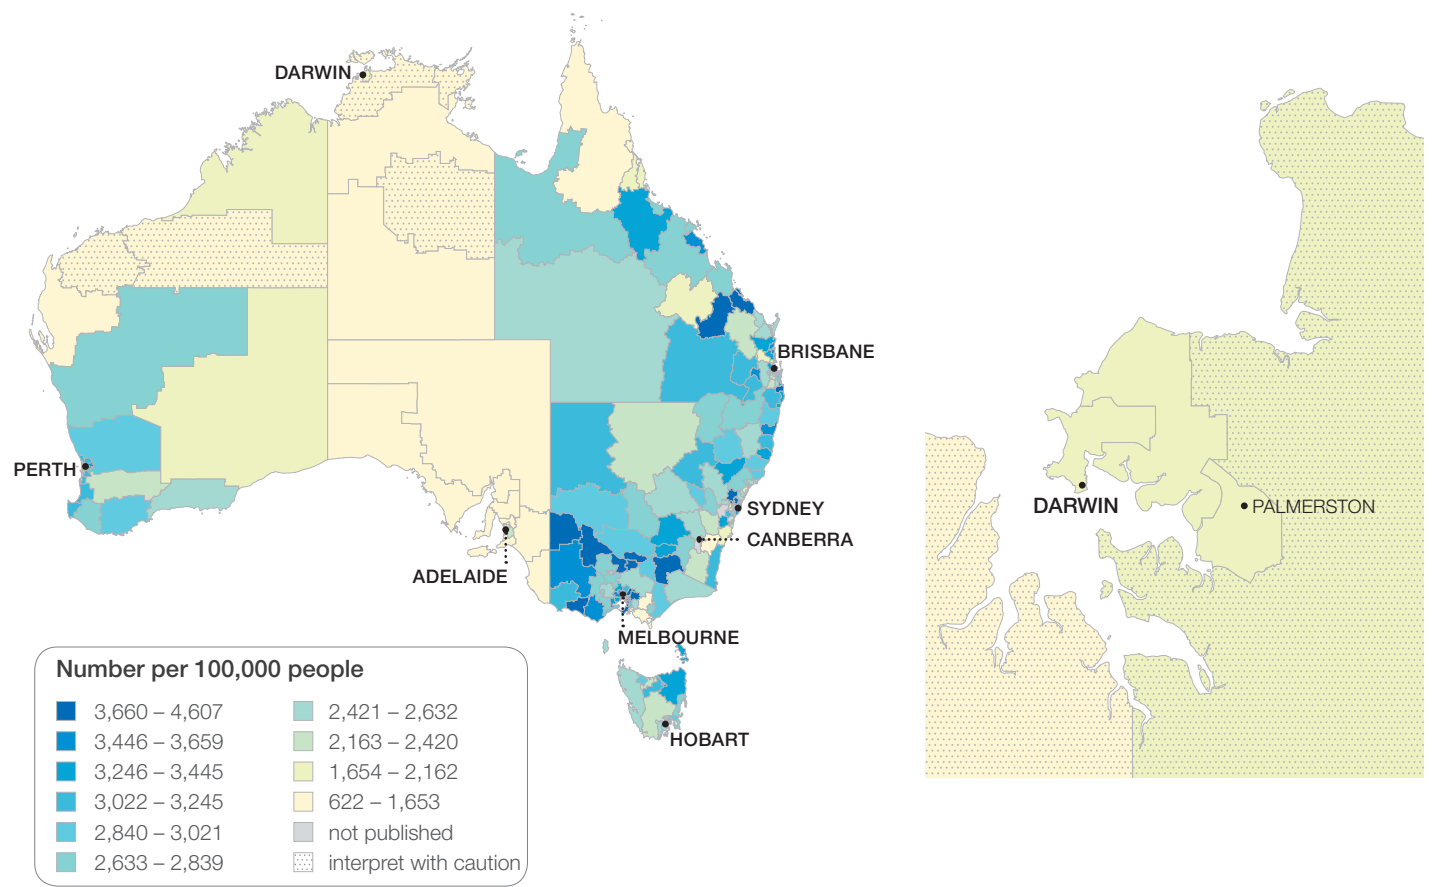 DARWIN
BRISBANE
PERTH
SYDNEY
CANBERRA
ADELAIDE
MELBOURNE
HOBART
Number per 100,000 people
3,660 – 4,607
3,446 – 3,659
3,246 – 3,445
3,022 – 3,245
2,840 – 3,021
2,633 – 2,839
2,421 – 2,632
2,163 – 2,420
1,654 – 2,162
622 – 1,653
not published
interpret with caution
DARWIN
PALMERSTON